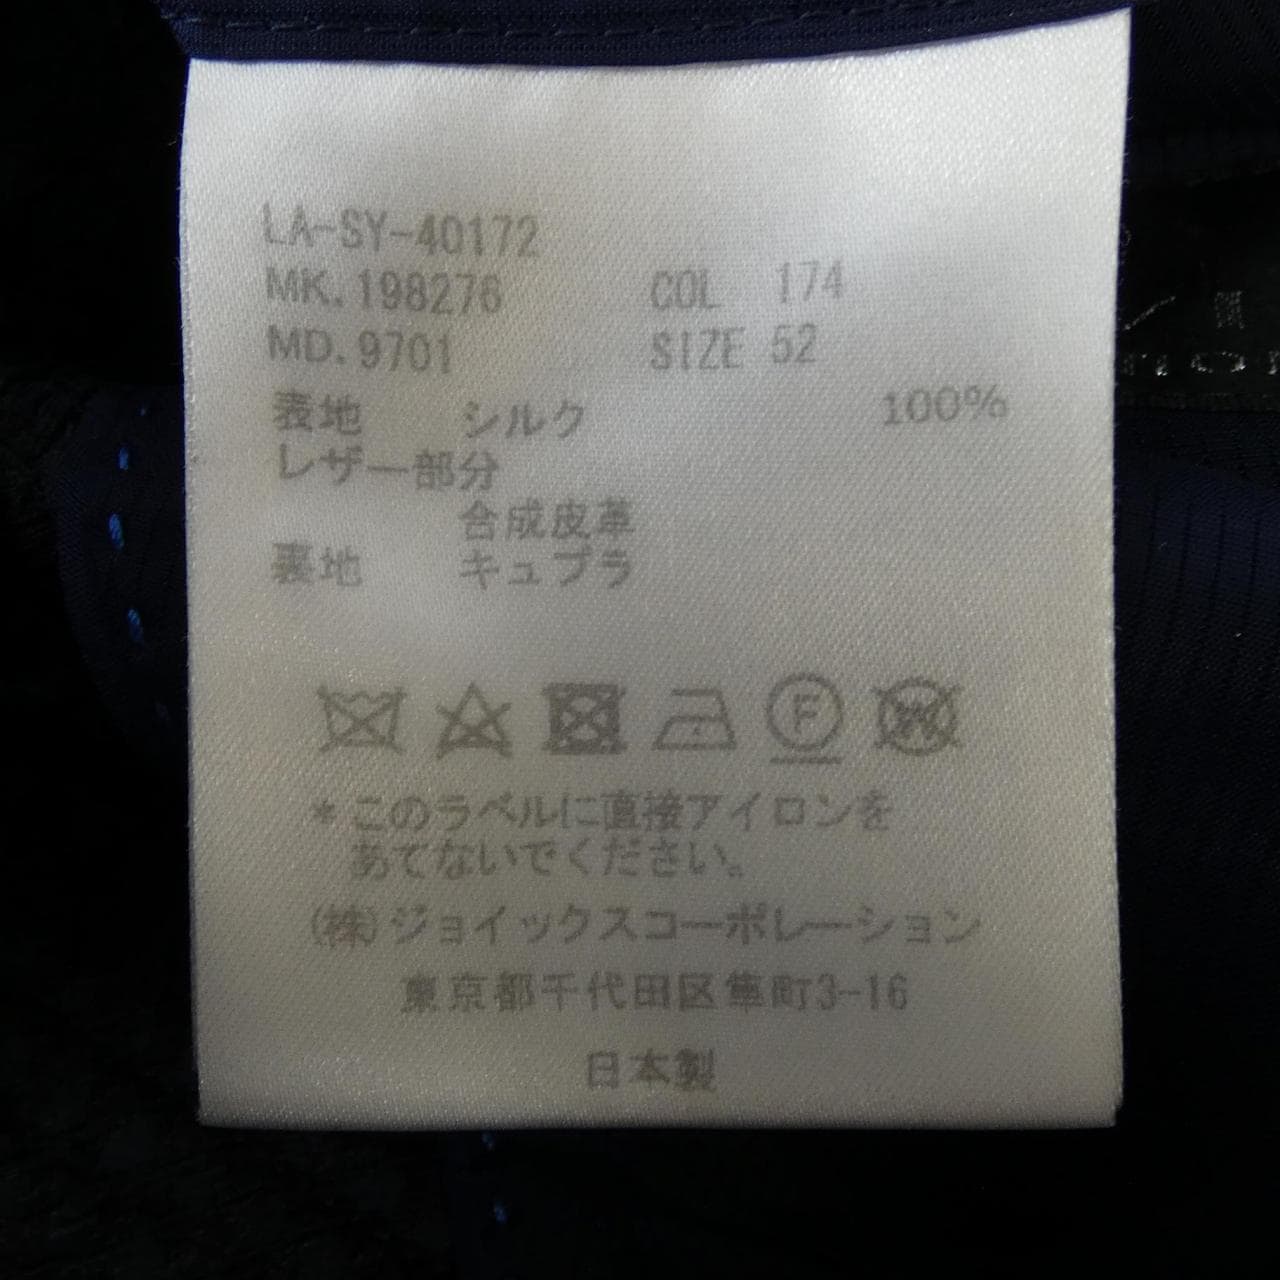 LA-SY-40172
MK.198276 COL 174
MD.9701 SIZE 52
表地 シルク 100%
レザー部分
合成皮革
裏地 キュプラ
F
W
*このラベルに直接アイロンを
あてないでください。
(株)ジョイックスコーポレーション
東京都千代田区隼町3-16
日本製